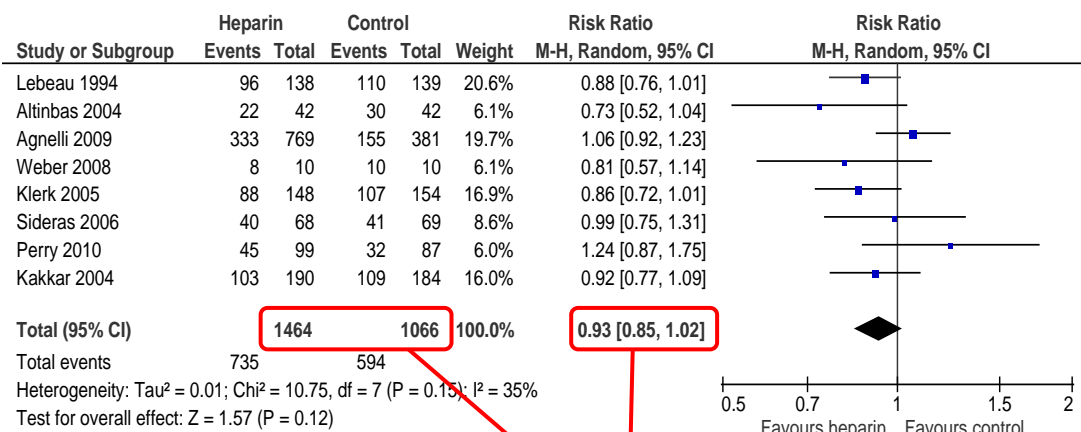 Heparin Control Risk Ratio Risk Ratio
Study or Subgroup Events Total Events Total Weight M-H, Random, 95% CI M-H, Random, 95% CI
Lebeau 1994 96 138 110 139 20.6% 0.88 [0.76, 1.01]
Altinbas 2004 22 42 30 42 6.1% 0.73 [0.52, 1.04]
Agnelli 2009 333 769 155 381 19.7% 1.06 [0.92, 1.23]
Weber 2008 8 10 10 10 6.1% 0.81 [0.57, 1.14]
Klerk 2005 88 148 107 154 16.9% 0.86 [0.72, 1.01]
Sideras 2006 40 68 41 69 8.6% 0.99 [0.75, 1.31]
Perry 2010 45 99 32 87 6.0% 1.24 [0.87, 1.75]
Kakkar 2004 103 190 109 184 16.0% 0.92 [0.77, 1.09]
Total (95% CI) 1464 1066 100.0% 0.93 [0.85, 1.02]
Total events 735 594
Heterogeneity: Tau² = 0.01; Chi² = 10.75, df = 7 (P = 0.15); I² = 35%
Test for overall effect: Z = 1.57 (P = 0.12)
0.5 0.7 1 1.5 2
Favours heparin Favours control